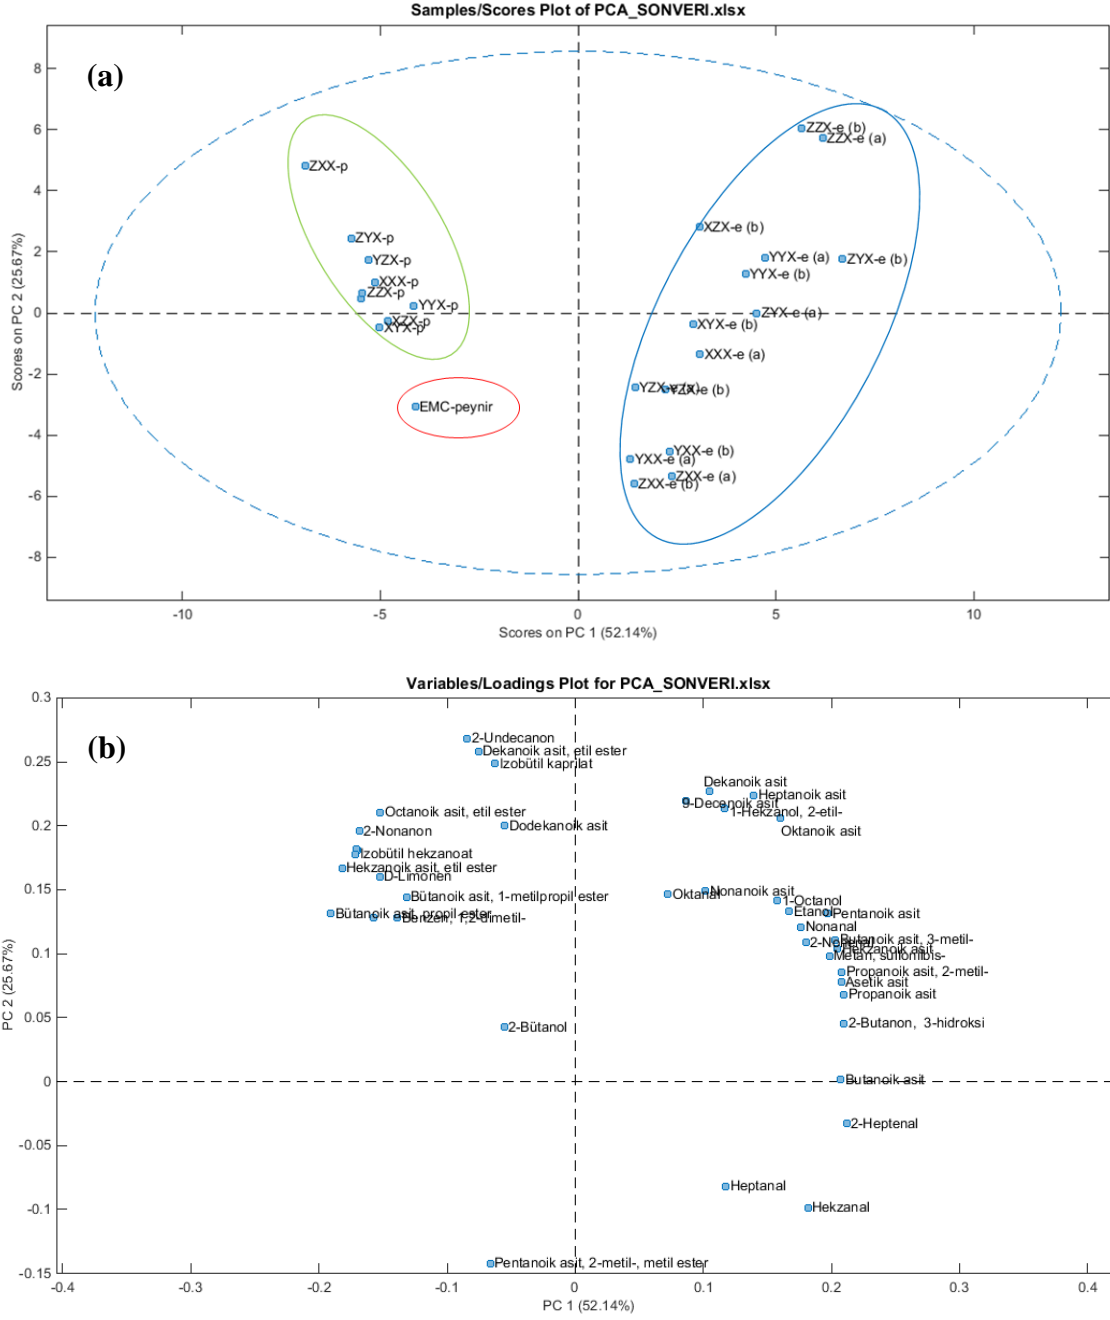 Samples/Scores Plot of PCA_SONVERI.xlsx
(a)
8
6
4
2
0
-2
-4
-6
-8
Scores on PC 2 (25.67%)
ZZX-e (b)
ZZX-e (a)
ZXX-p
XZX-e (b)
ZYX-p
YYX-e (a)
ZYX-e (b)
YZX-p
YYX-e (b)
XXX-p
ZZX-p
YYX-p
ZYX-e (a)
XZX-p
XYX-p
XYX-e (b)
XXX-e (a)
YZX-e (a)
YZX-e (b)
EMC-peynir
YXX-e (b)
YXX-e (a)
ZXX-e (a)
ZXX-e (b)
-10
-5
0
5
10
Scores on PC 1 (52.14%)
Variables/Loadings Plot for PCA_SONVERI.xlsx
(b)
0.3
0.25
0.2
0.15
0.1
0.05
0
-0.05
-0.1
-0.15
PC 2 (25.67%)
2-Undecanon
Dekanoik asit, etil ester
Izobütil kaprilat
Dekanoik asit
Heptanoik asit
9-Decenoik asit
1-Hekzanol, 2-etil-
Octanoik asit, etil ester
Dodekanoik asit
Oktanoik asit
2-Nonanon
Izobütil hekzanoat
Hekzanoik asit, etil ester
D-Limonen
Bütanoik asit, 1-metilpropil ester
Oktanal
Nonanoik asit
1-Octanol
Bütanoik asit, propil ester
Benzen, 1,2-dimetil-
Etanol
Pentanoik asit
Nonanal
2-Nonenal
Butanoik asit, 3-metil-
Hekzanoik asit
Metan, sulfonilbis-
Propanoik asit, 2-metil-
Asetik asit
Propanoik asit
2-Bütanol
2-Butanon, 3-hidroksi
Butanoik asit
2-Heptenal
Heptanal
Hekzanal
Pentanoik asit, 2-metil-, metil ester
-0.4
-0.3
-0.2
-0.1
0
0.1
0.2
0.3
0.4
PC 1 (52.14%)